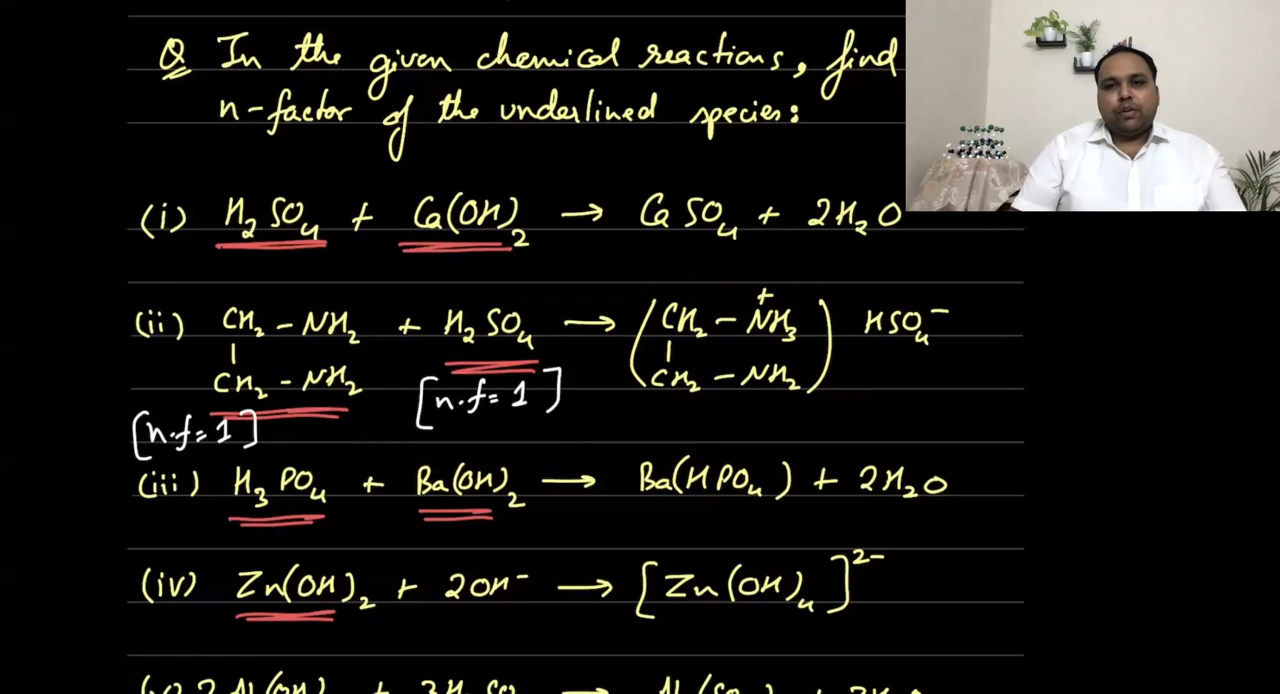 Q In the given chemical reactions, find
n-factor of the underlined species:
(i) H₂SO₄ + Ca(OH)₂ → CaSO₄ + 2H₂O
(ii) CH₂ – NH₂ + H₂SO₄ → (CH₂ – N⁺H₃) HSO₄⁻
CH₂ – NH₂ CH₂ – NH₂
[n.f = 1]
[n.f = 1]
(iii) H₃PO₄ + Ba(OH)₂ → Ba(HPO₄) + 2H₂O
(iv) Zn(OH)₂ + 2OH⁻ → [Zn(OH)₄]²⁻